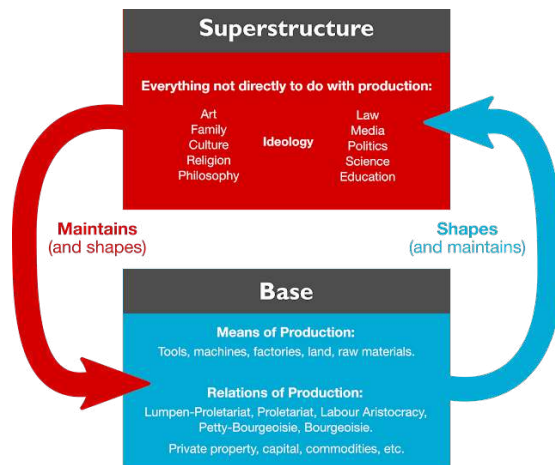 Superstructure
Everything not directly to do with production:
Art
Family
Culture
Religion
Philosophy
Ideology
Law
Media
Politics
Science
Education
Maintains
(and shapes)
Shapes
(and maintains)
Base
Means of Production:
Tools, machines, factories, land, raw materials.
Relations of Production:
Lumpen-Proletariat, Proletariat, Labour Aristocracy,
Petty-Bourgeoisie, Bourgeoisie.
Private property, capital, commodities, etc.